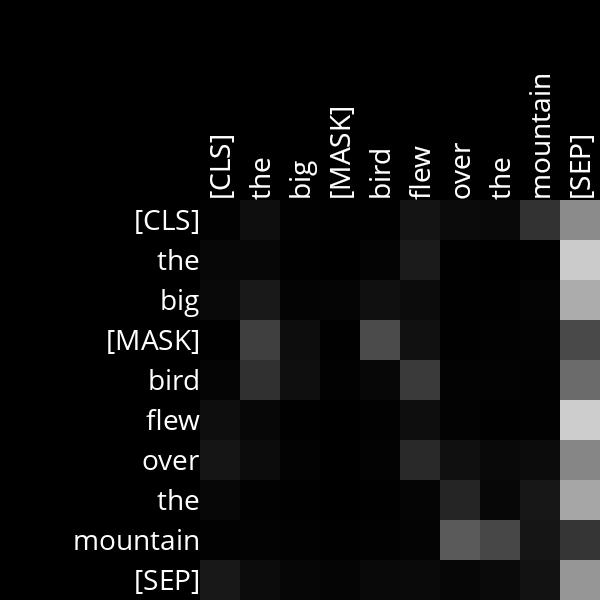 [CLS] the big [MASK] bird flew over the mountain [SEP]
[CLS]
the
big
[MASK]
bird
flew
over
the
mountain
[SEP]